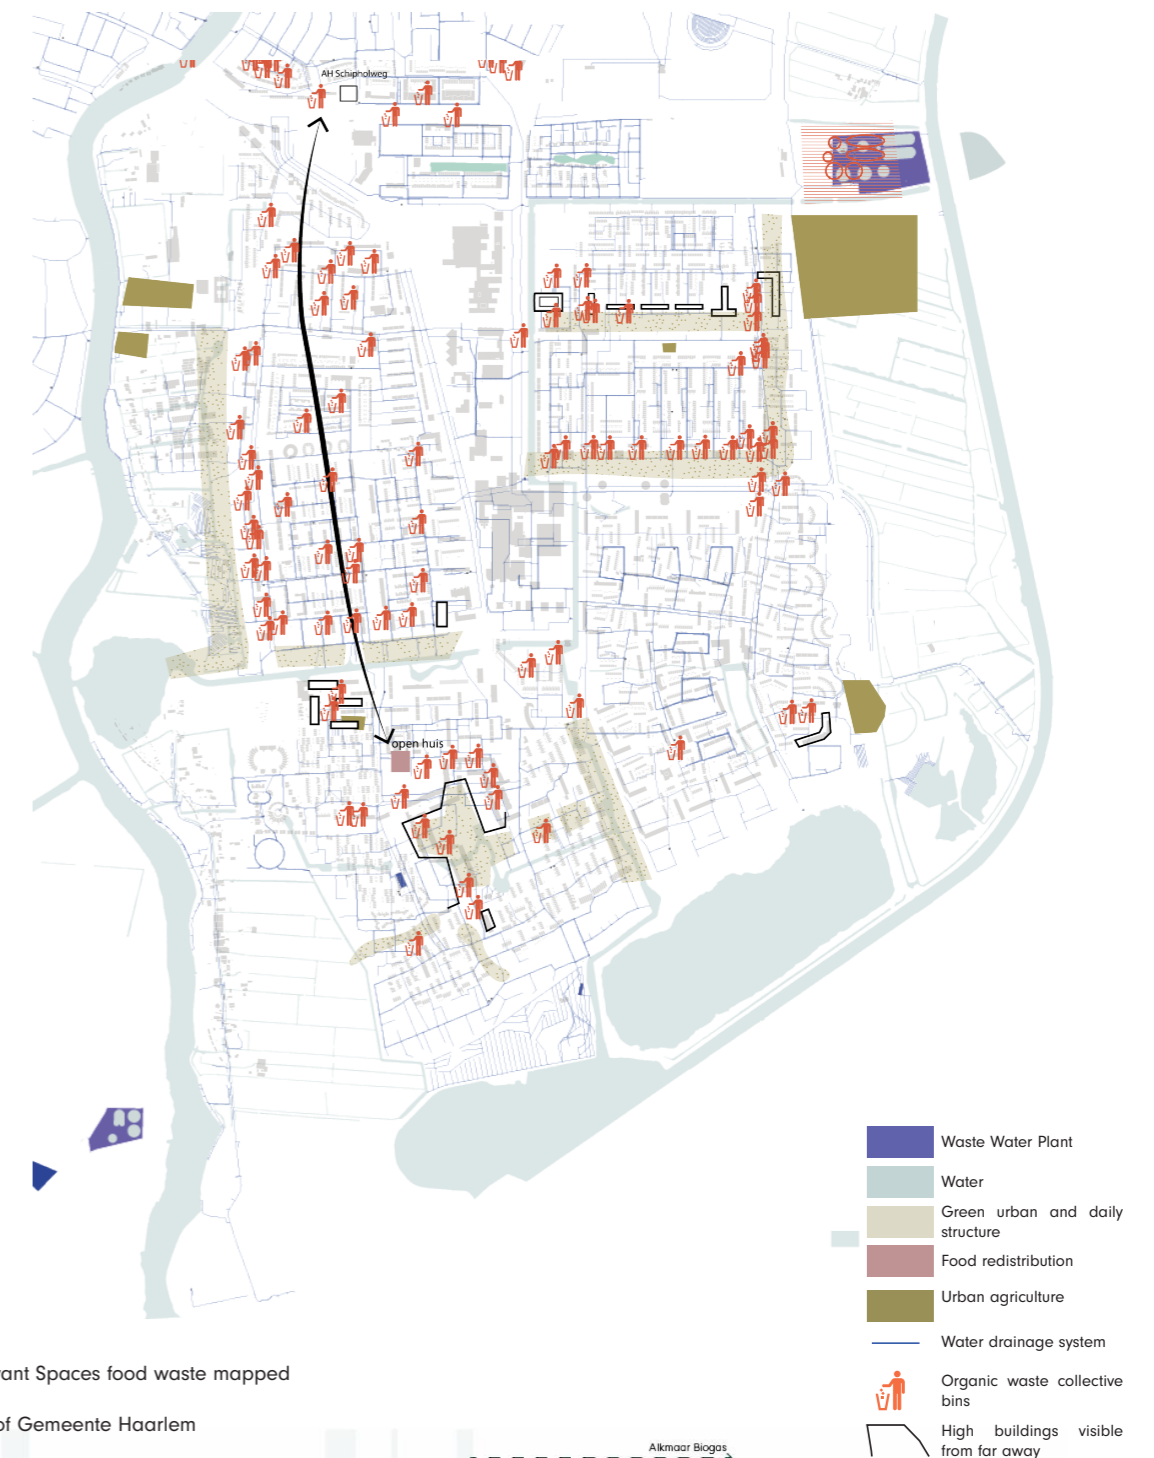 AH Schipholweg
open huis
Waste Water Plant
Water
Green urban and daily
structure
Food redistribution
Urban agriculture
Water drainage system
Organic waste collective
bins
High buildings visible
from far away
Spaces food waste mapped
of Gemeente Haarlem
Alkmaar Biogas